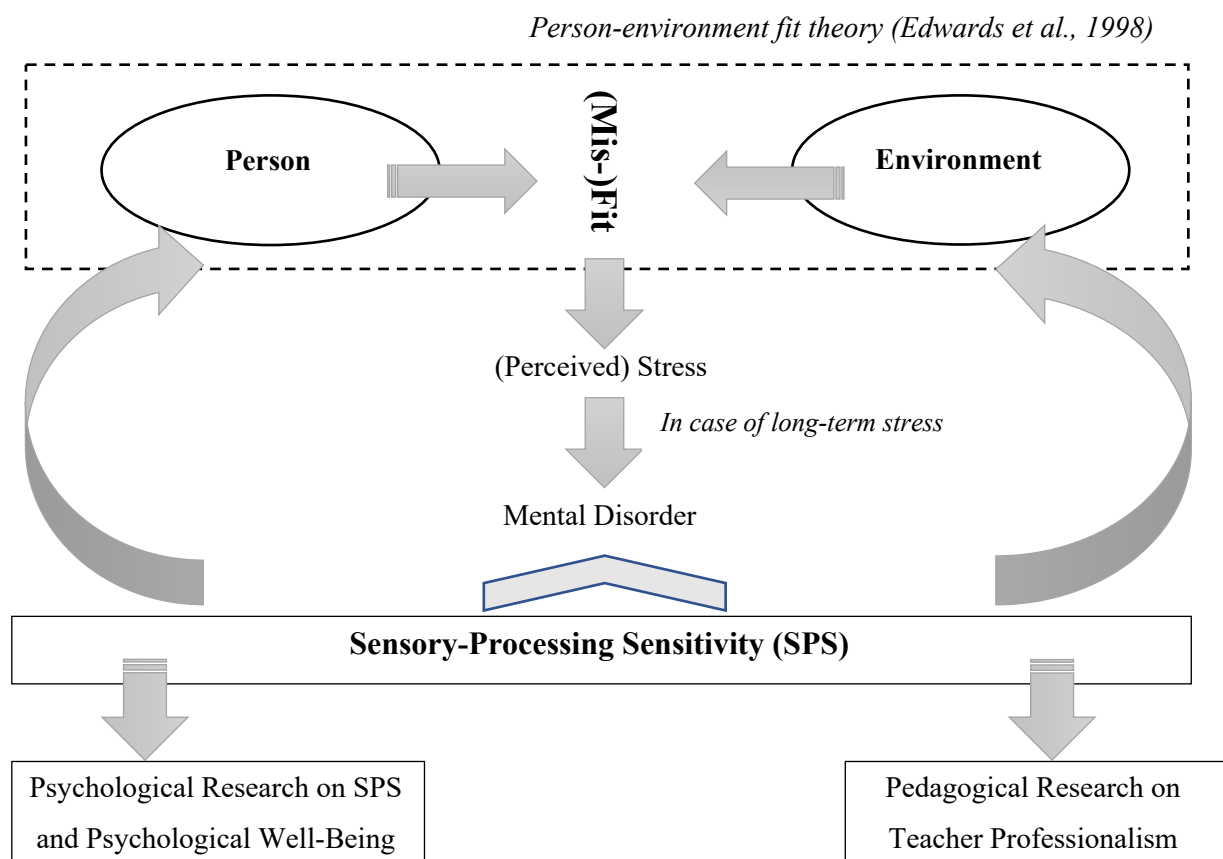 Person-environment fit theory (Edwards et al., 1998)
Person
(Mis-)Fit
Environment
(Perceived) Stress
In case of long-term stress
Mental Disorder
Sensory-Processing Sensitivity (SPS)
Psychological Research on SPS
and Psychological Well-Being
Pedagogical Research on
Teacher Professionalism